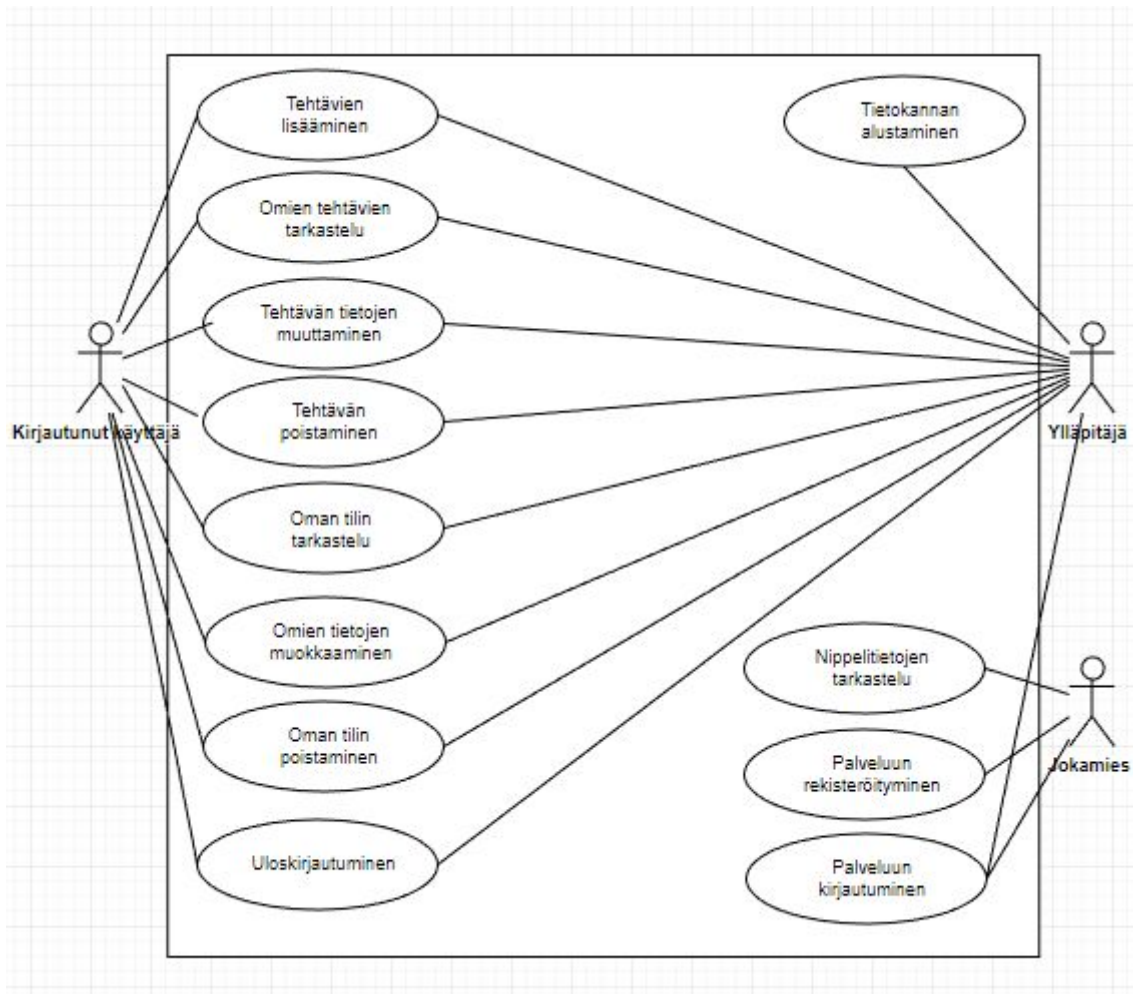 Tehtävien
lisääminen
Tietokannan
alustaminen
Omien tehtävien
tarkastelu
Tehtävän tietojen
muuttaminen
Kirjautunut käyttäjä
Tehtävän
poistaminen
Ylläpitäjä
Oman tilin
tarkastelu
Omien tietojen
muokkaaminen
Nippelitietojen
tarkastelu
Oman tilin
poistaminen
Palveluun
rekisteröityminen
Jokamies
Uloskirjautuminen
Palveluun
kirjautuminen